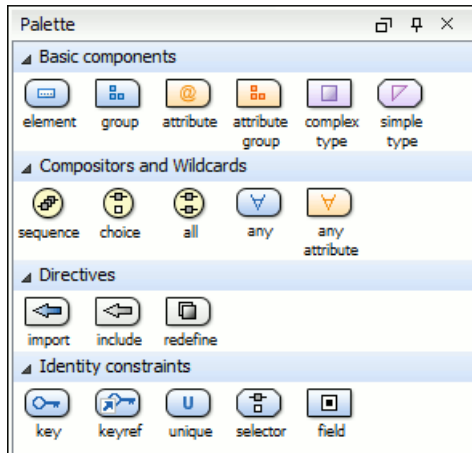 Palette
Basic components
element group attribute attribute group complex type simple type
Compositors and Wildcards
sequence choice all any any attribute
Directives
import include redefine
Identity constraints
U
key keyref unique selector field